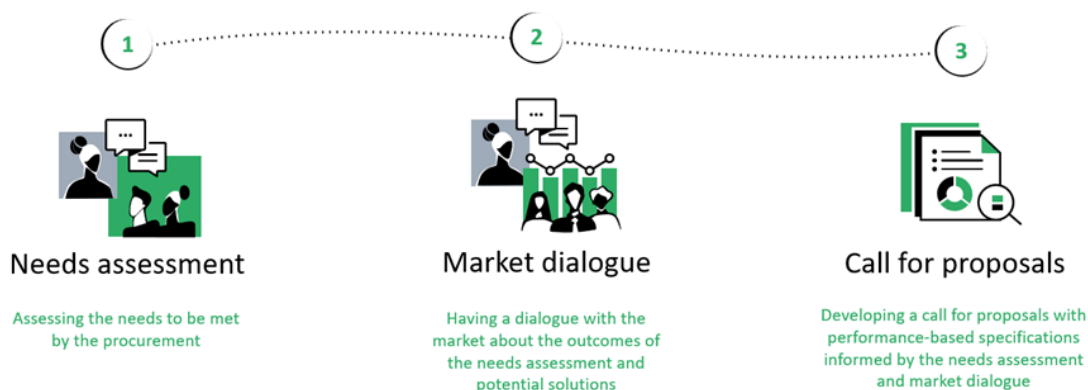 1
2
3
...
...
Needs assessment
Market dialogue
Call for proposals
Assessing the needs to be met
by the procurement
Having a dialogue with the
market about the outcomes of
the needs assessment and
potential solutions
Developing a call for proposals with
performance-based specifications
informed by the needs assessment
and market dialogue